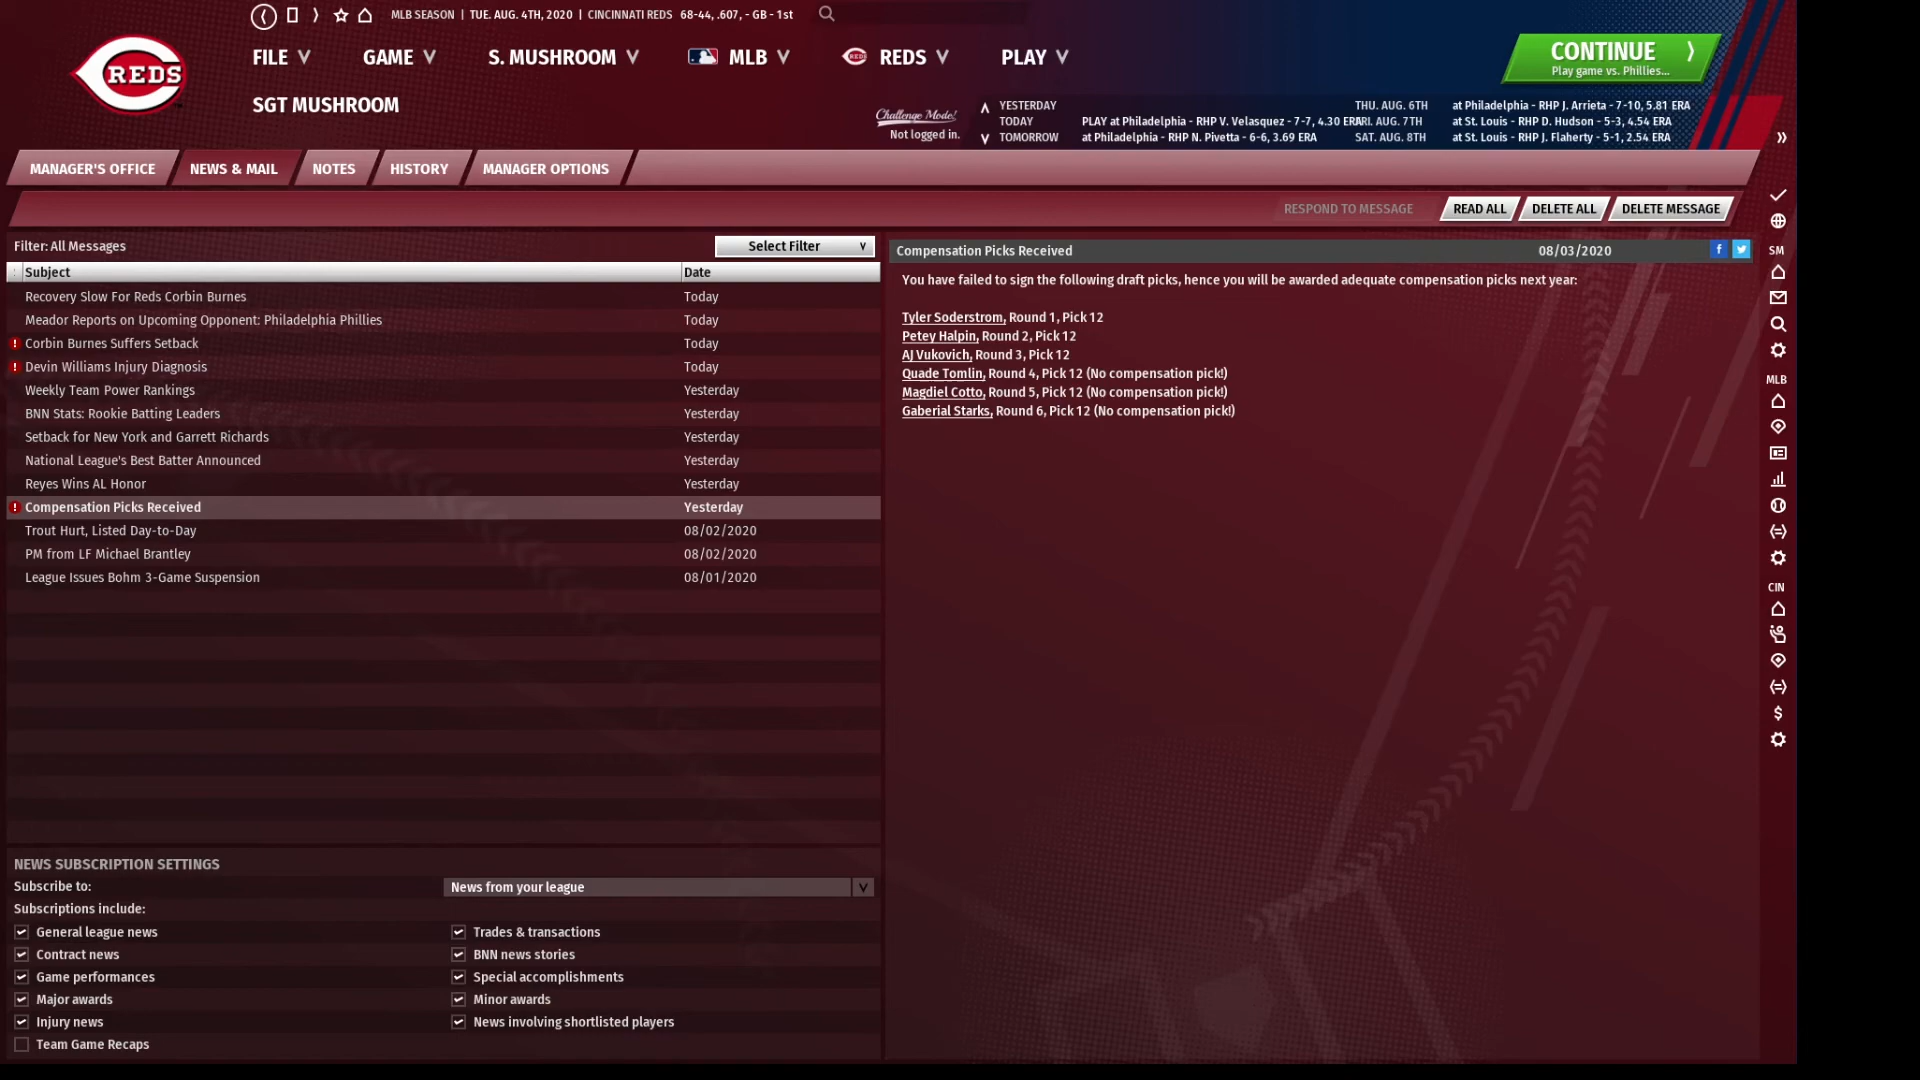 MLB SEASON | TUE. AUG. 4TH, 2020 | CINCINNATI REDS 68-44, .607, - GB - 1st
REDS
FILE
GAME
S. MUSHROOM
MLB
REDS
PLAY
CONTINUE
Play game vs. Phillies...
SGT MUSHROOM
Challenge Mode!
Not logged in.
YESTERDAY
TODAY PLAY at Philadelphia - RHP V. Velasquez - 7-7, 4.30 ERA
TOMORROW at Philadelphia - RHP N. Pivetta - 6-6, 3.69 ERA
THU. AUG. 6TH at Philadelphia - RHP J. Arrieta - 7-10, 5.81 ERA
RI. AUG. 7TH at St. Louis - RHP D. Hudson - 5-3, 4.54 ERA
SAT. AUG. 8TH at St. Louis - RHP J. Flaherty - 5-1, 2.54 ERA
MANAGER'S OFFICE
NEWS & MAIL
NOTES
HISTORY
MANAGER OPTIONS
RESPOND TO MESSAGE
READ ALL
DELETE ALL
DELETE MESSAGE
Filter: All Messages
Select Filter
Subject Date
Recovery Slow For Reds Corbin Burnes Today
Meador Reports on Upcoming Opponent: Philadelphia Phillies Today
Corbin Burnes Suffers Setback Today
Devin Williams Injury Diagnosis Today
Weekly Team Power Rankings Yesterday
BNN Stats: Rookie Batting Leaders Yesterday
Setback for New York and Garrett Richards Yesterday
National League's Best Batter Announced Yesterday
Reyes Wins AL Honor Yesterday
Compensation Picks Received Yesterday
Trout Hurt, Listed Day-to-Day 08/02/2020
PM from LF Michael Brantley 08/02/2020
League Issues Bohm 3-Game Suspension 08/01/2020
Compensation Picks Received 08/03/2020
You have failed to sign the following draft picks, hence you will be awarded adequate compensation picks next year:
Tyler Soderstrom, Round 1, Pick 12
Petey Halpin, Round 2, Pick 12
AJ Vukovich, Round 3, Pick 12
Quade Tomlin, Round 4, Pick 12 (No compensation pick!)
Magdiel Cotto, Round 5, Pick 12 (No compensation pick!)
Gaberial Starks, Round 6, Pick 12 (No compensation pick!)
SM
MLB
CIN
NEWS SUBSCRIPTION SETTINGS
Subscribe to: News from your league
Subscriptions include:
General league news Trades & transactions
Contract news BNN news stories
Game performances Special accomplishments
Major awards Minor awards
Injury news News involving shortlisted players
Team Game Recaps